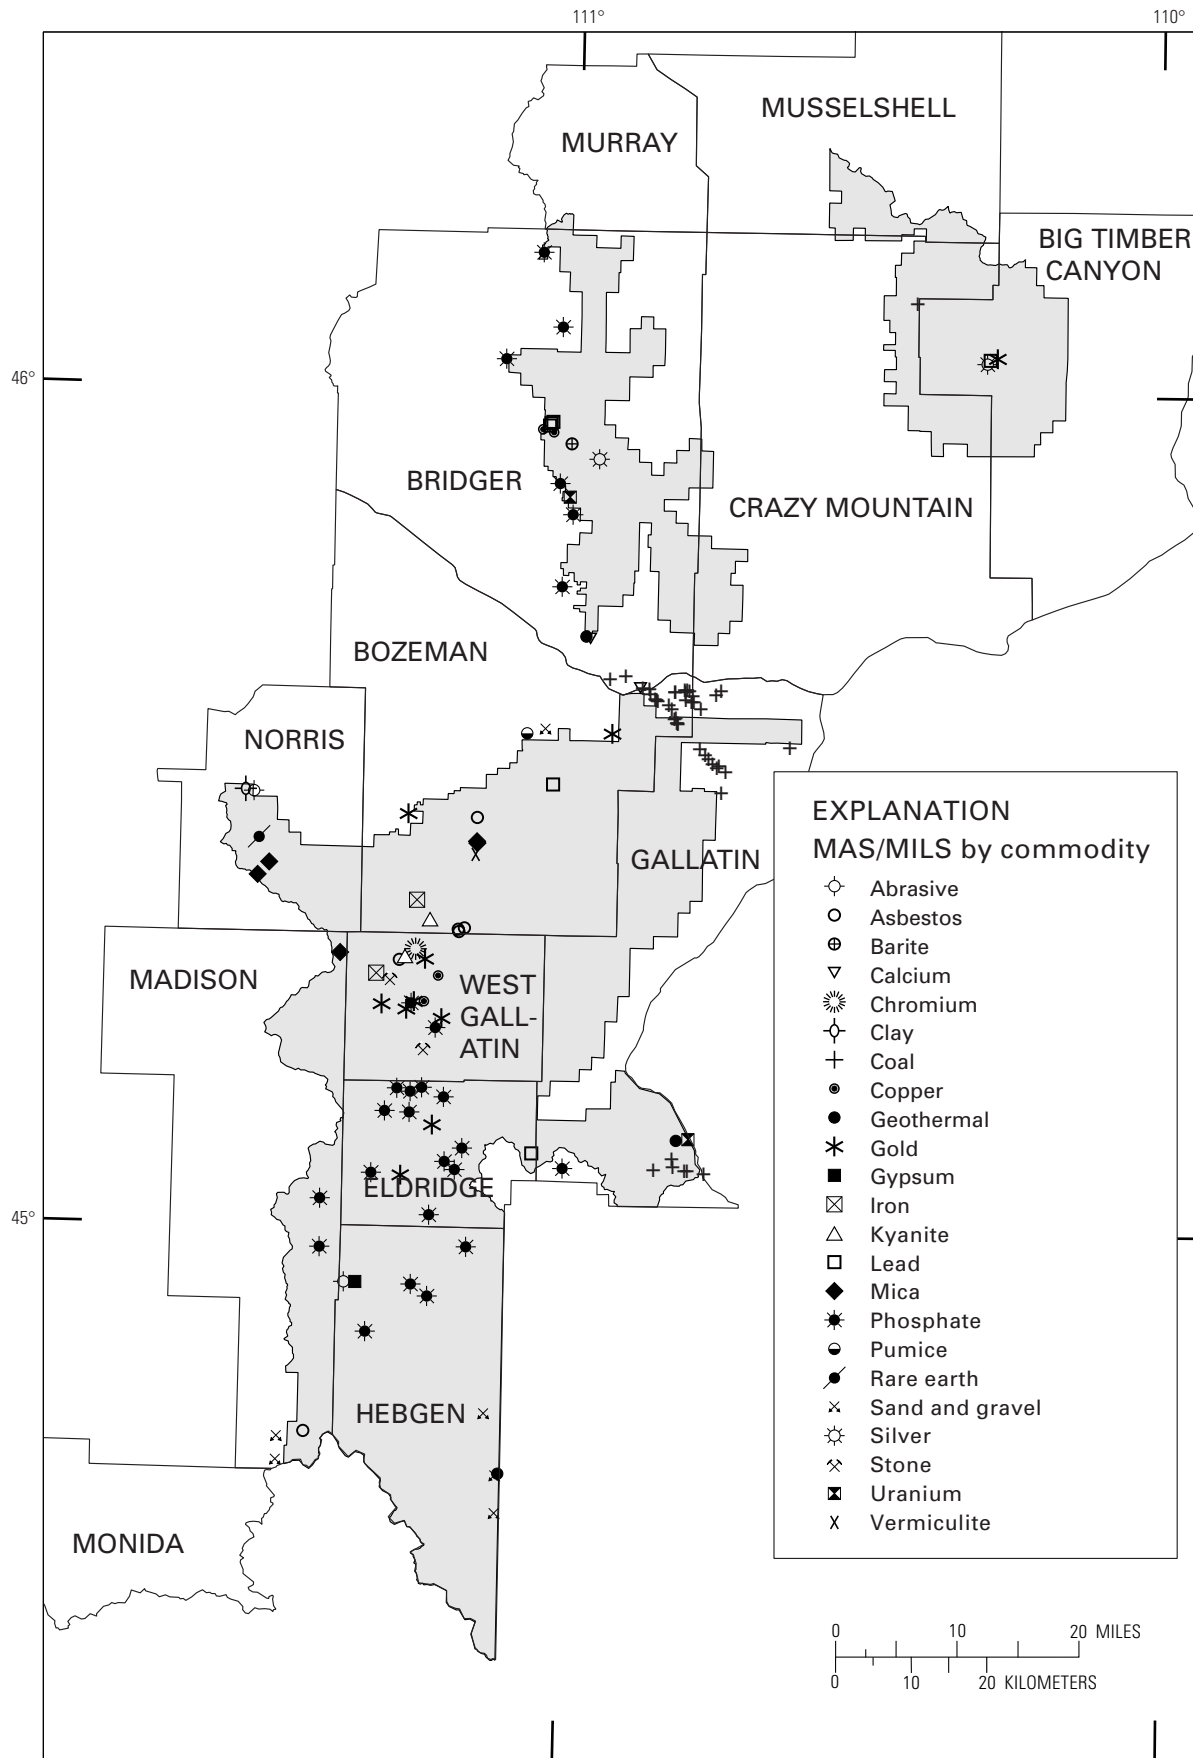 111°
110°
MUSSELSHELL
MURRAY
BIG TIMBER
CANYON
46°
BRIDGER
CRAZY MOUNTAIN
BOZEMAN
NORRIS
GALLATIN
MADISON
WEST
GALL-
ATIN
ELDRIDGE
45°
HEBGEN
MONIDA
EXPLANATION
MAS/MILS by commodity
Abrasive
Asbestos
Barite
Calcium
Chromium
Clay
Coal
Copper
Geothermal
Gold
Gypsum
Iron
Kyanite
Lead
Mica
Phosphate
Pumice
Rare earth
Sand and gravel
Silver
Stone
Uranium
Vermiculite
0 10 20 MILES
0 10 20 KILOMETERS